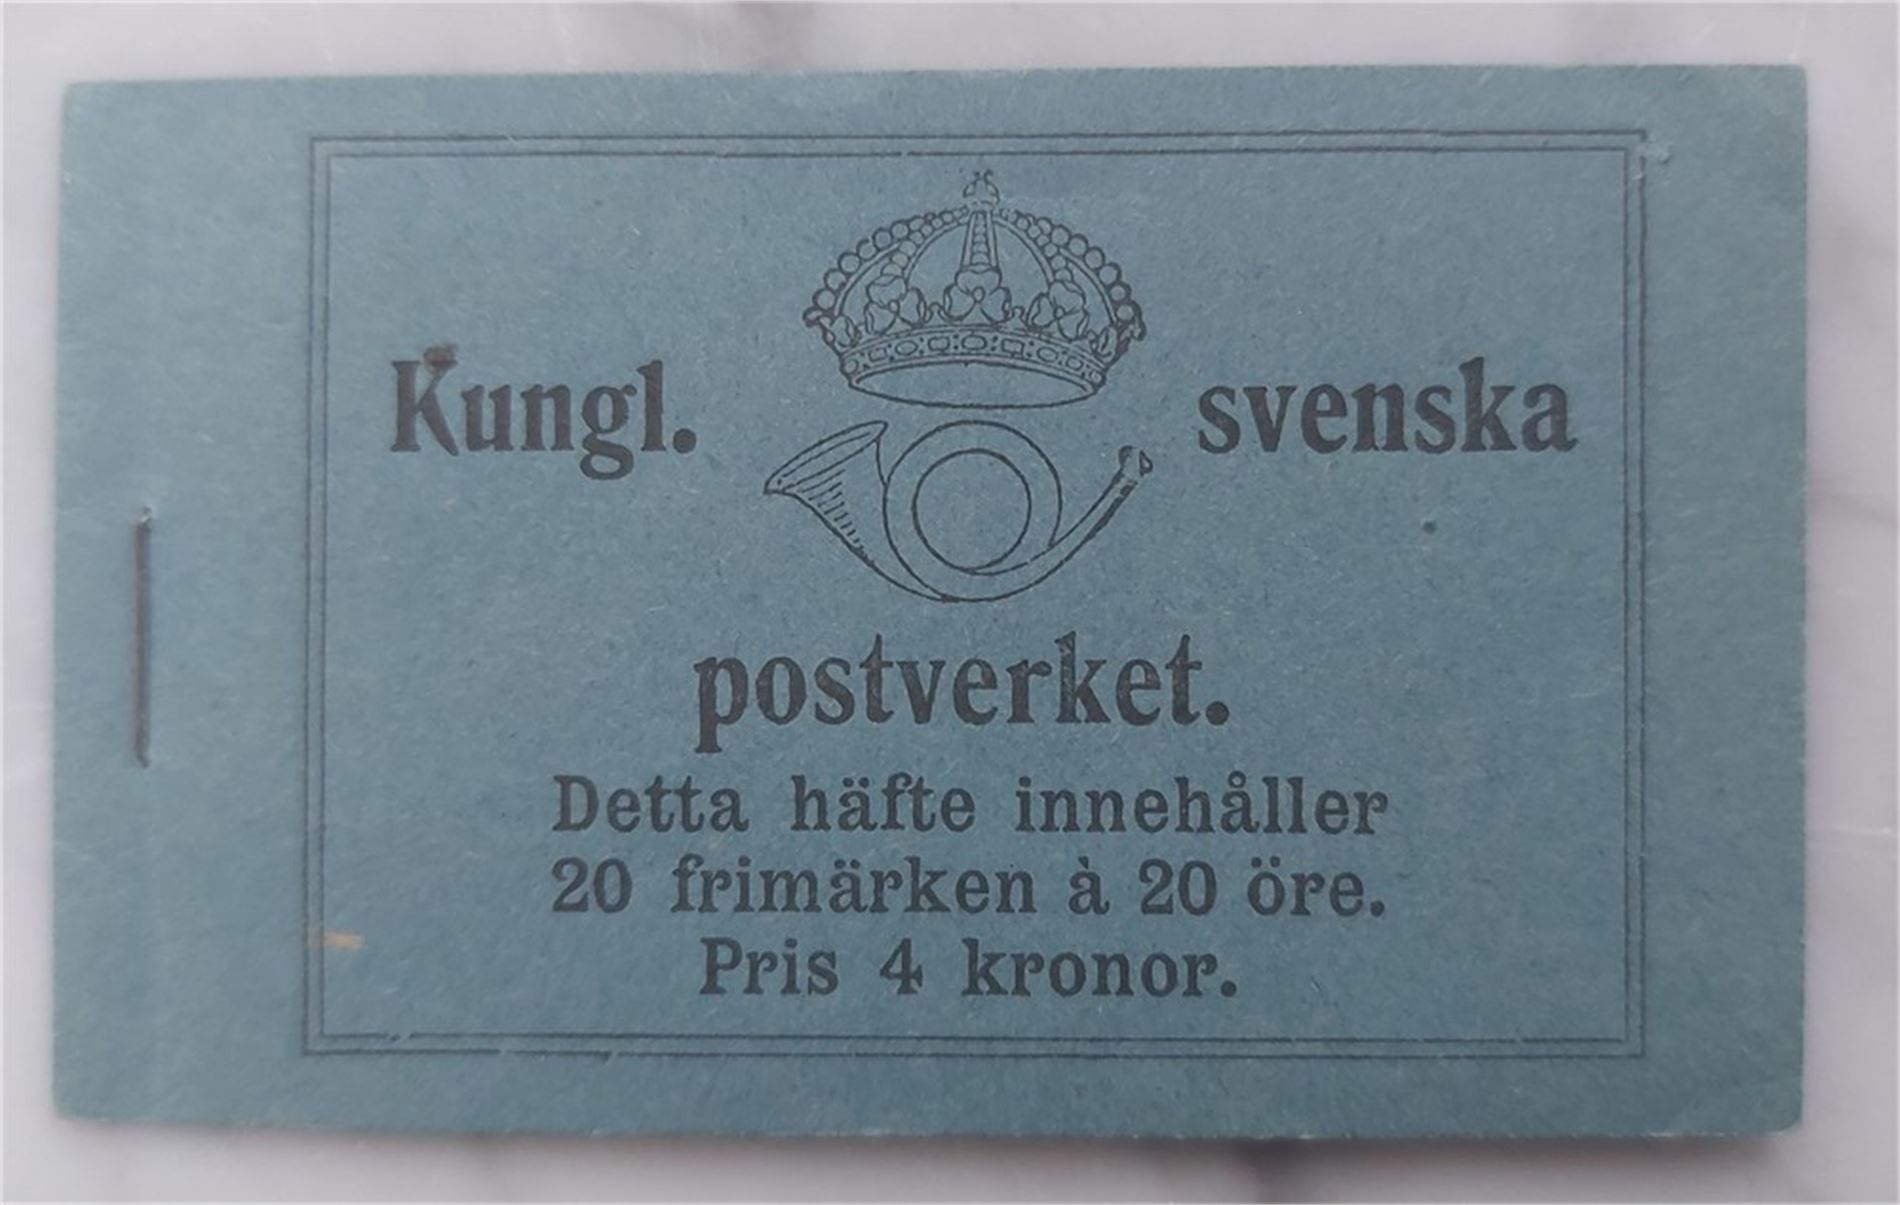 Kungl. svenska
postverket.
Detta häfte innehåller
20 frimärken à 20 öre.
Pris 4 kronor.